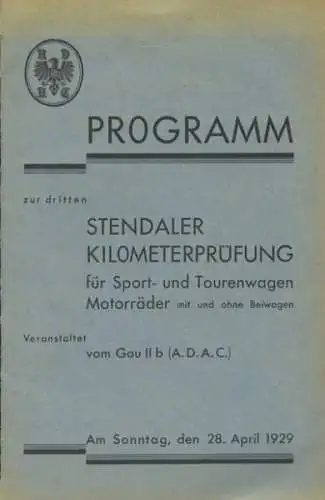 A D
A C
PROGRAMM
zur dritten
STENDALER
KILOMETERPRÜFUNG
für Sport- und Tourenwagen
Motorräder mit und ohne Beiwagen
Veranstaltet
vom Gau II b (A.D.A.C.)
Am Sonntag, den 28. April 1929